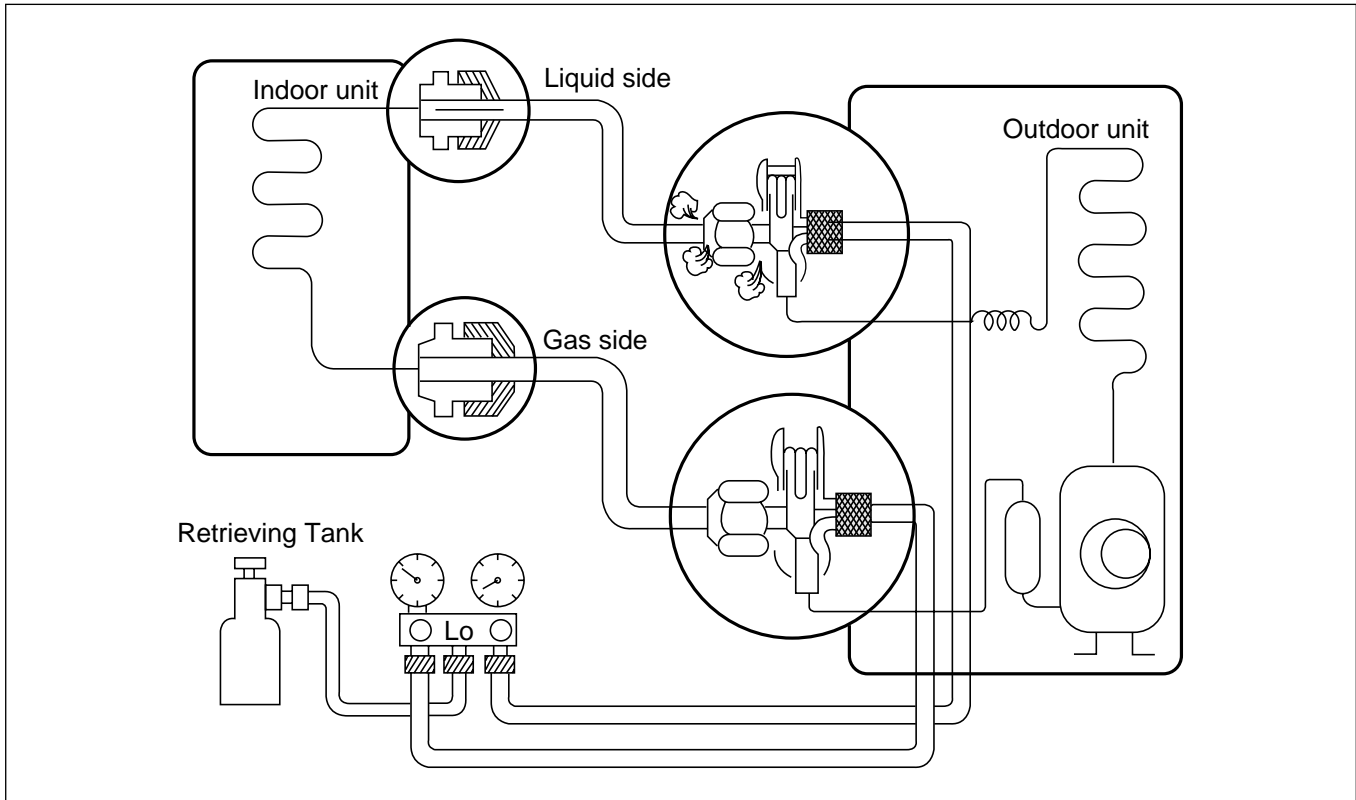 Indoor unit
Liquid side
Outdoor unit
Gas side
Retrieving Tank
Lo